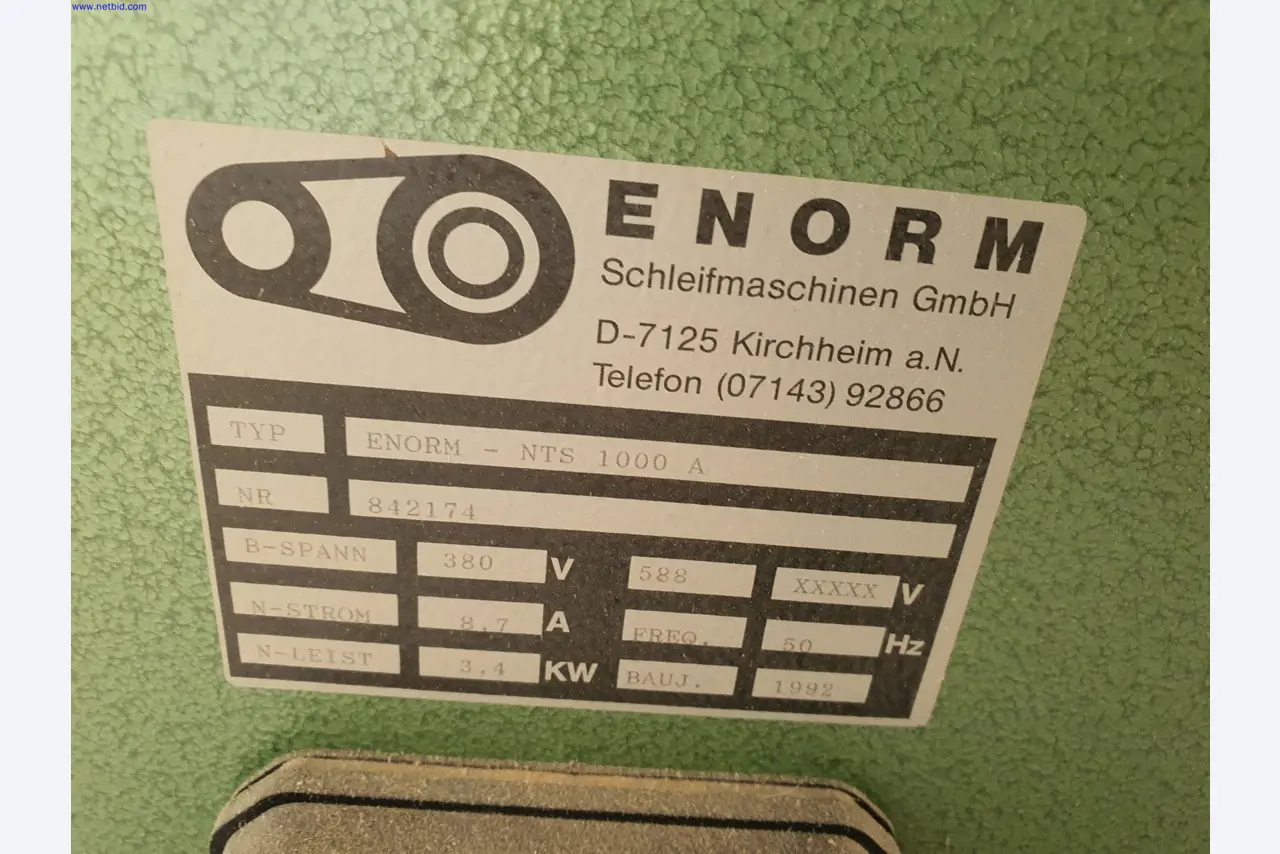 www.netbid.com
ENORM
Schleifmaschinen GmbH
D-7125 Kirchheim a.N.
Telefon (07143) 92866
TYP ENORM - NTS 1000 A
NR 842174
B-SPANN 380 V 588 XXXXX V
N-STROM 8,7 A FREQ. 50 Hz
N-LEIST 3,4 KW BAUJ. 1992